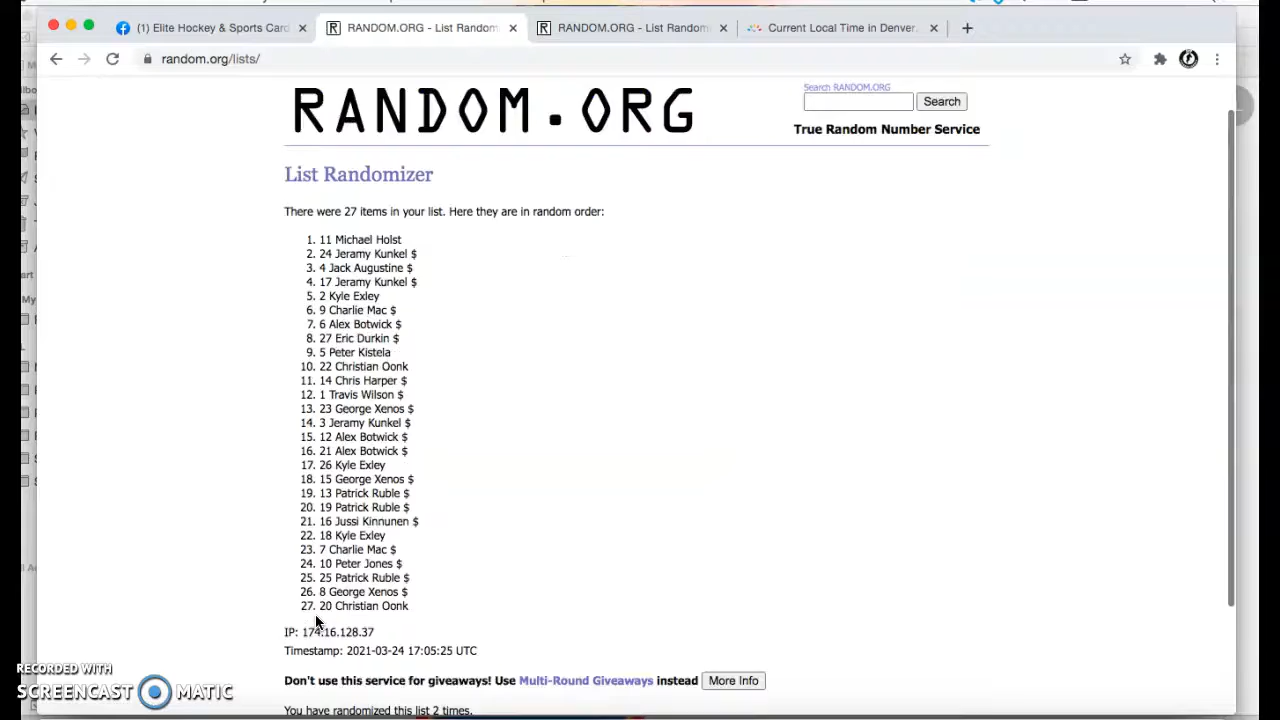 (1) Elite Hockey & Sports Card
RANDOM.ORG - List Random
RANDOM.ORG - List Random
Current Local Time in Denver
random.org/lists/
RANDOM.ORG
Search RANDOM.ORG
Search
True Random Number Service
List Randomizer
There were 27 items in your list. Here they are in random order:
1. 11 Michael Holst
2. 24 Jeramy Kunkel $
3. 4 Jack Augustine $
4. 17 Jeramy Kunkel $
5. 2 Kyle Exley
6. 9 Charlie Mac $
7. 6 Alex Botwick $
8. 27 Eric Durkin $
9. 5 Peter Kistela
10. 22 Christian Oonk
11. 14 Chris Harper $
12. 1 Travis Wilson $
13. 23 George Xenos $
14. 3 Jeramy Kunkel $
15. 12 Alex Botwick $
16. 21 Alex Botwick $
17. 26 Kyle Exley
18. 15 George Xenos $
19. 13 Patrick Ruble $
20. 19 Patrick Ruble $
21. 16 Jussi Kinnunen $
22. 18 Kyle Exley
23. 7 Charlie Mac $
24. 10 Peter Jones $
25. 25 Patrick Ruble $
26. 8 George Xenos $
27. 20 Christian Oonk
IP: 174.16.128.37
Timestamp: 2021-03-24 17:05:25 UTC
Don't use this service for giveaways! Use Multi-Round Giveaways instead More Info
You have randomized this list 2 times.
RECORDED WITH
SCREENCAST MATIC